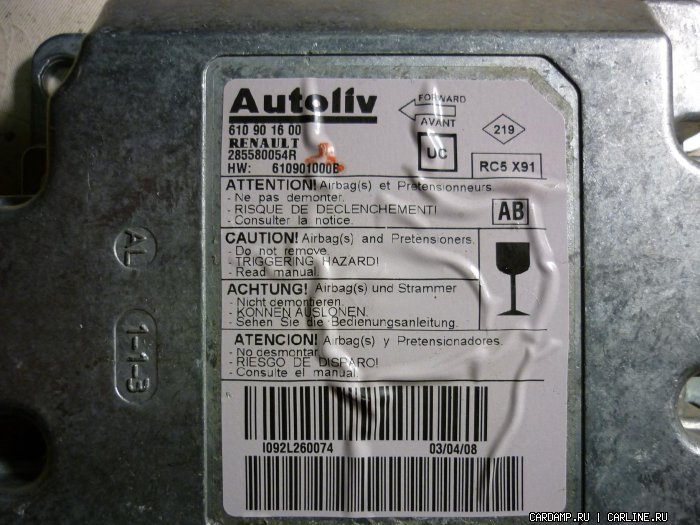 Autoliv
FORWARD
AVANT
219
610 90 16 00
RENAULT
285580054R
HW: 610901000B
UC
RC5 X91
ATTENTION! Airbag(s) et Pretensionneurs
- Ne pas demonter.
- RISQUE DE DECLENCHEMENT!
- Consulter la notice.
AB
CAUTION! Airbag(s) and Pretensioners.
- Do not remove
- TRIGGERING HAZARD!
- Read manual.
ACHTUNG! Airbag(s) und Strammer
- Nicht demontieren.
- KONNEN AUSLONEN.
- Sehen Sie die Bedienungsanleitung.
ATENCION! Airbag(s) y Pretensionadores.
- No desmontar
- RIESGO DE DISPARO!
- Consulte el manual.
I092L260074 03/04/08
AL
1-1-3
CARDAMP.RU | CARLINE.RU